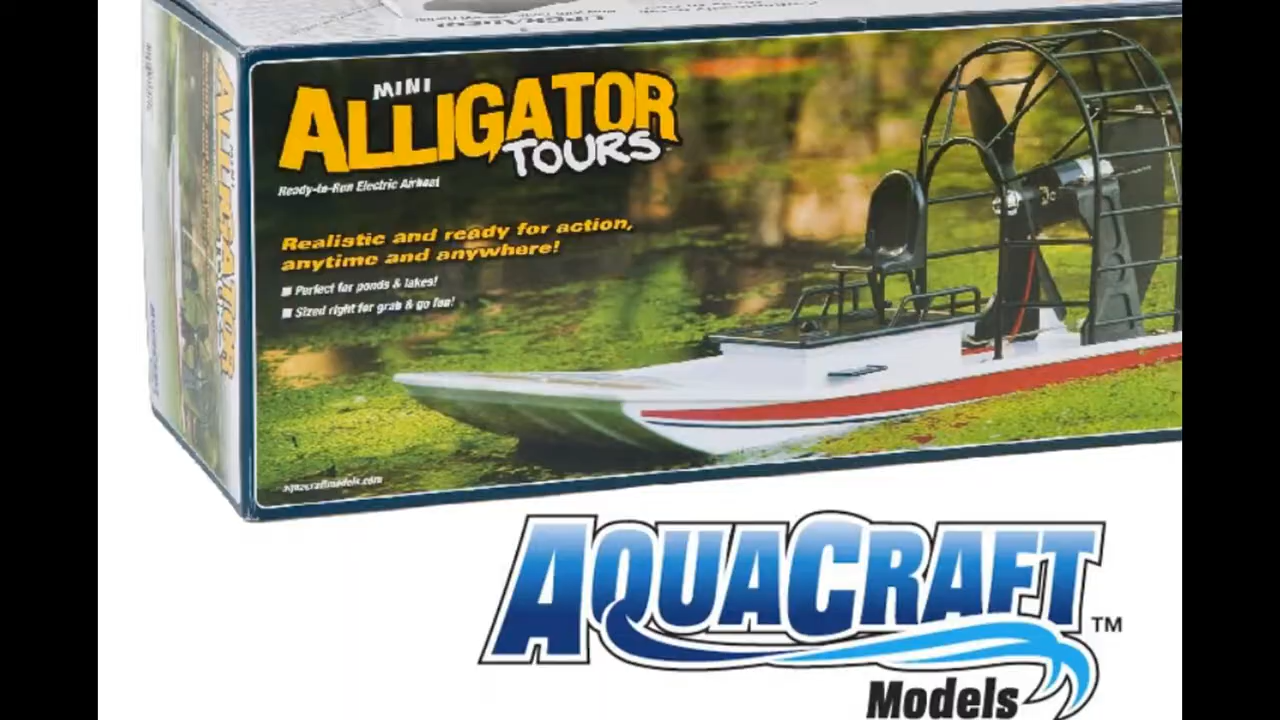 MINI
ALLIGATOR
TOURS
Ready-to-Run Electric Airboat
Realistic and ready for action,
anytime and anywhere!
Perfect for ponds & lakes!
Sized right for grab & go fun!
aquacraftmodels.com
AQUACRAFT TM
Models